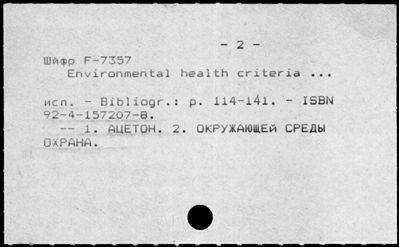 - 2 -
Шифр F-7357
Environmental health criteria ...
исп. - Bibliogr.: p. 114-141. - ISBN
92-4-157207-8.
-- 1. АЦЕТОН. 2. ОКРУЖАЮЩЕЙ СРЕДЫ
ОХРАНА.